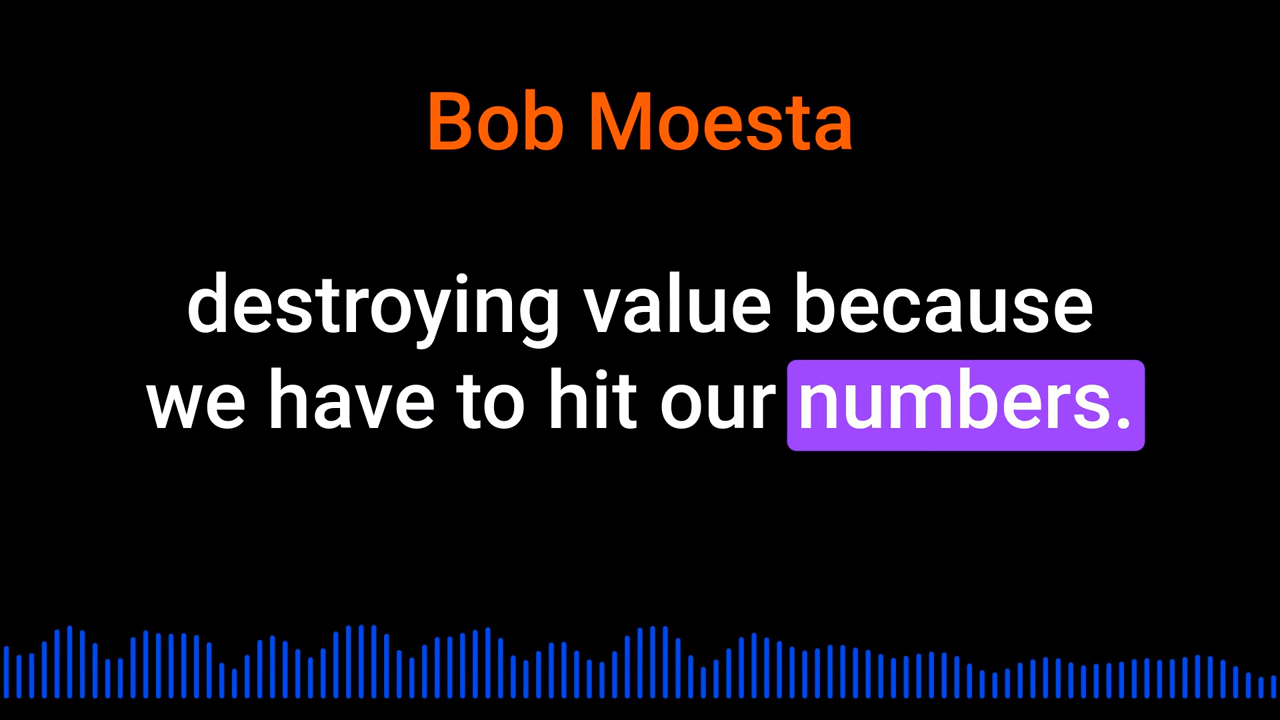 Bob Moesta
destroying value because
we have to hit our numbers.